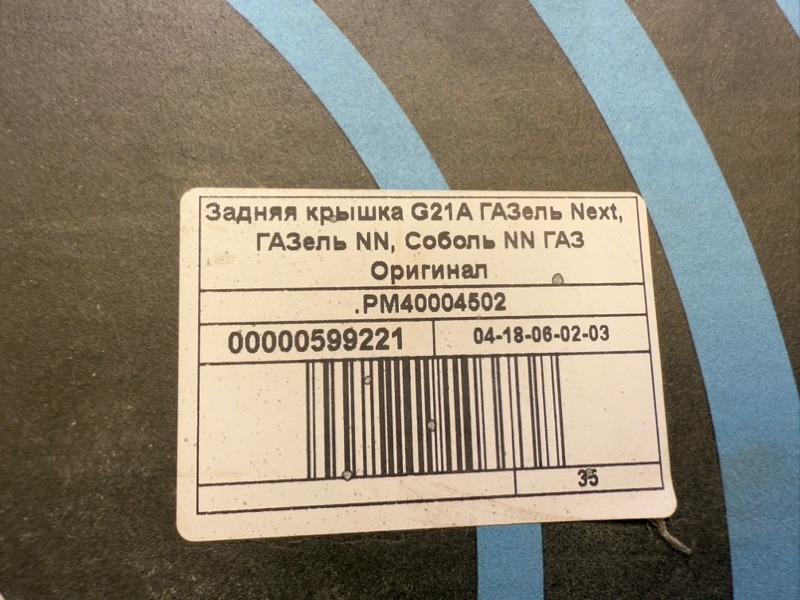 Задняя крышка G21A ГАЗель Next,
ГАЗель NN, Соболь NN ГАЗ
Оригинал
.PM40004502
00000599221
04-18-06-02-03
35